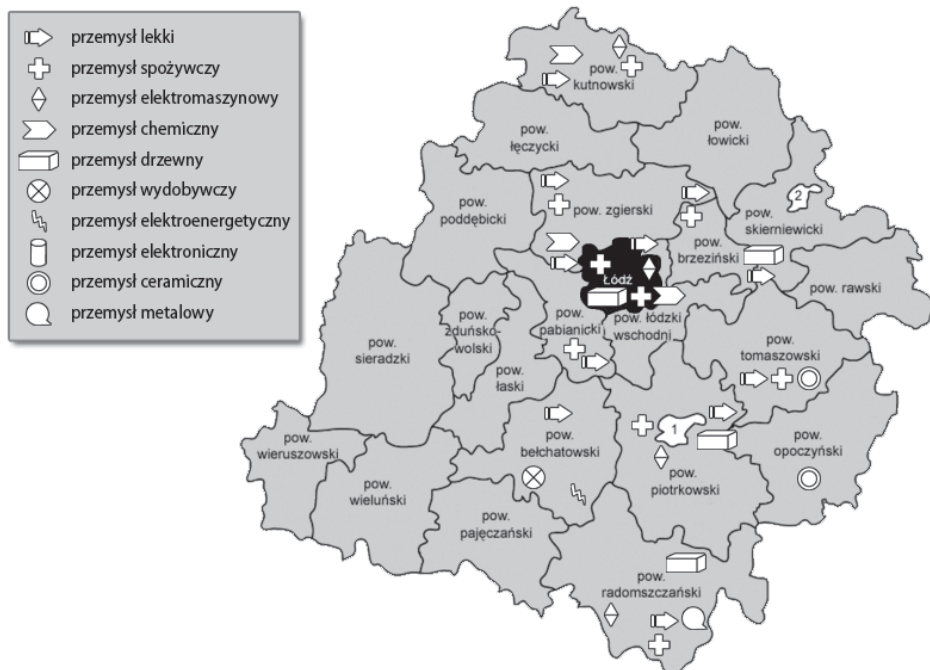 przemysł lekki
przemysł spożywczy
przemysł elektromaszynowy
przemysł chemiczny
przemysł drzewny
przemysł wydobywczy
przemysł elektroenergetyczny
przemysł elektroniczny
przemysł ceramiczny
przemysł metalowy
pow.
kutnowski
pow.
łowicki
pow.
łęczycki
pow.
poddębicki
pow. zgierski
2
pow.
skierniewicki
pow.
brzeziński
pow. rawski
Łódź
pow.
pabianicki
pow. łódzki
wschodni
pow.
zduńsko-
wolski
pow.
sieradzki
pow.
łaski
pow.
tomaszowski
pow.
wieruszowski
pow.
wieluński
pow.
bełchatowski
1
pow.
piotrkowski
pow.
opoczyński
pow.
pajęczański
pow.
radomszczański